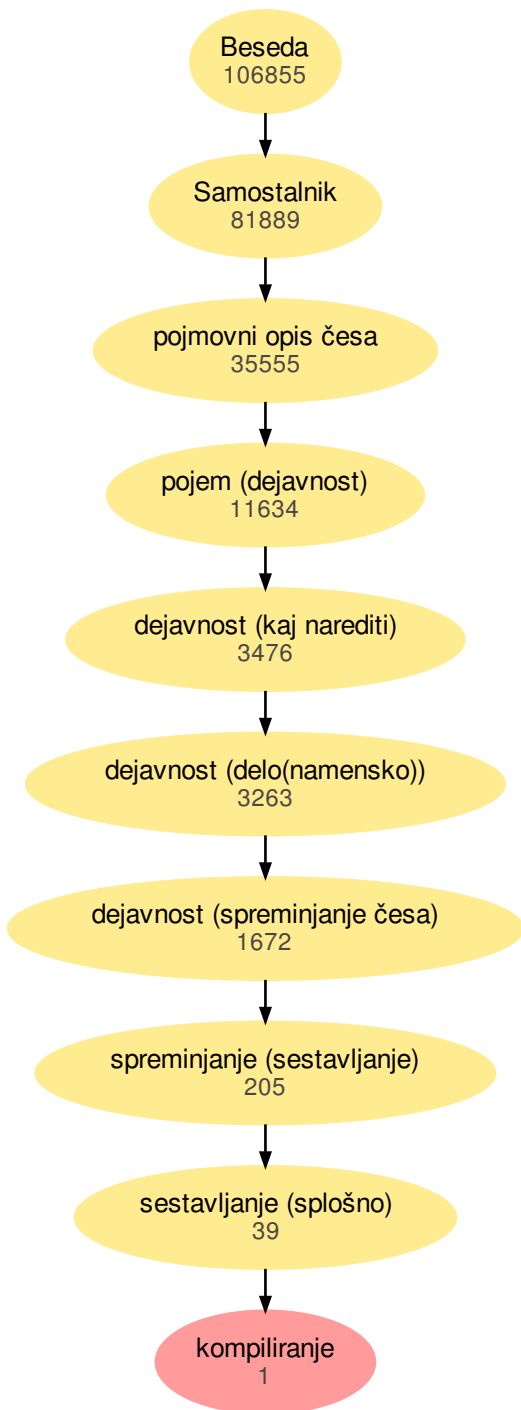 Beseda
106855
Samostalnik
81889
pojmovni opis česa
35555
pojem (dejavnost)
11634
dejavnost (kaj narediti)
3476
dejavnost (delo(namensko))
3263
dejavnost (spreminjanje česa)
1672
spreminjanje (sestavljanje)
205
sestavljanje (splošno)
39
kompiliranje
1